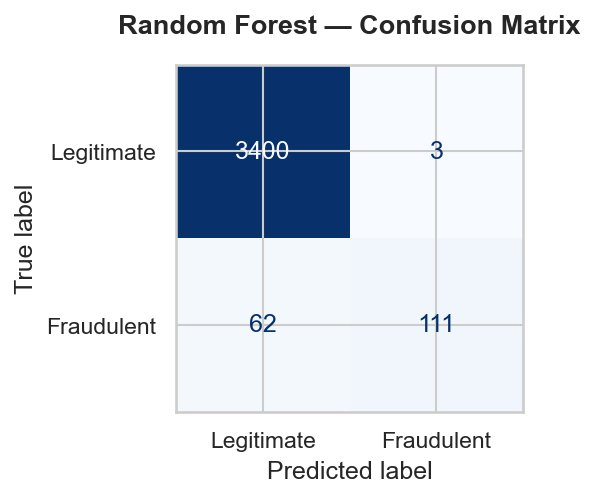 Random Forest — Confusion Matrix
True label
Legitimate
3400
3
Fraudulent
62
111
Legitimate
Fraudulent
Predicted label